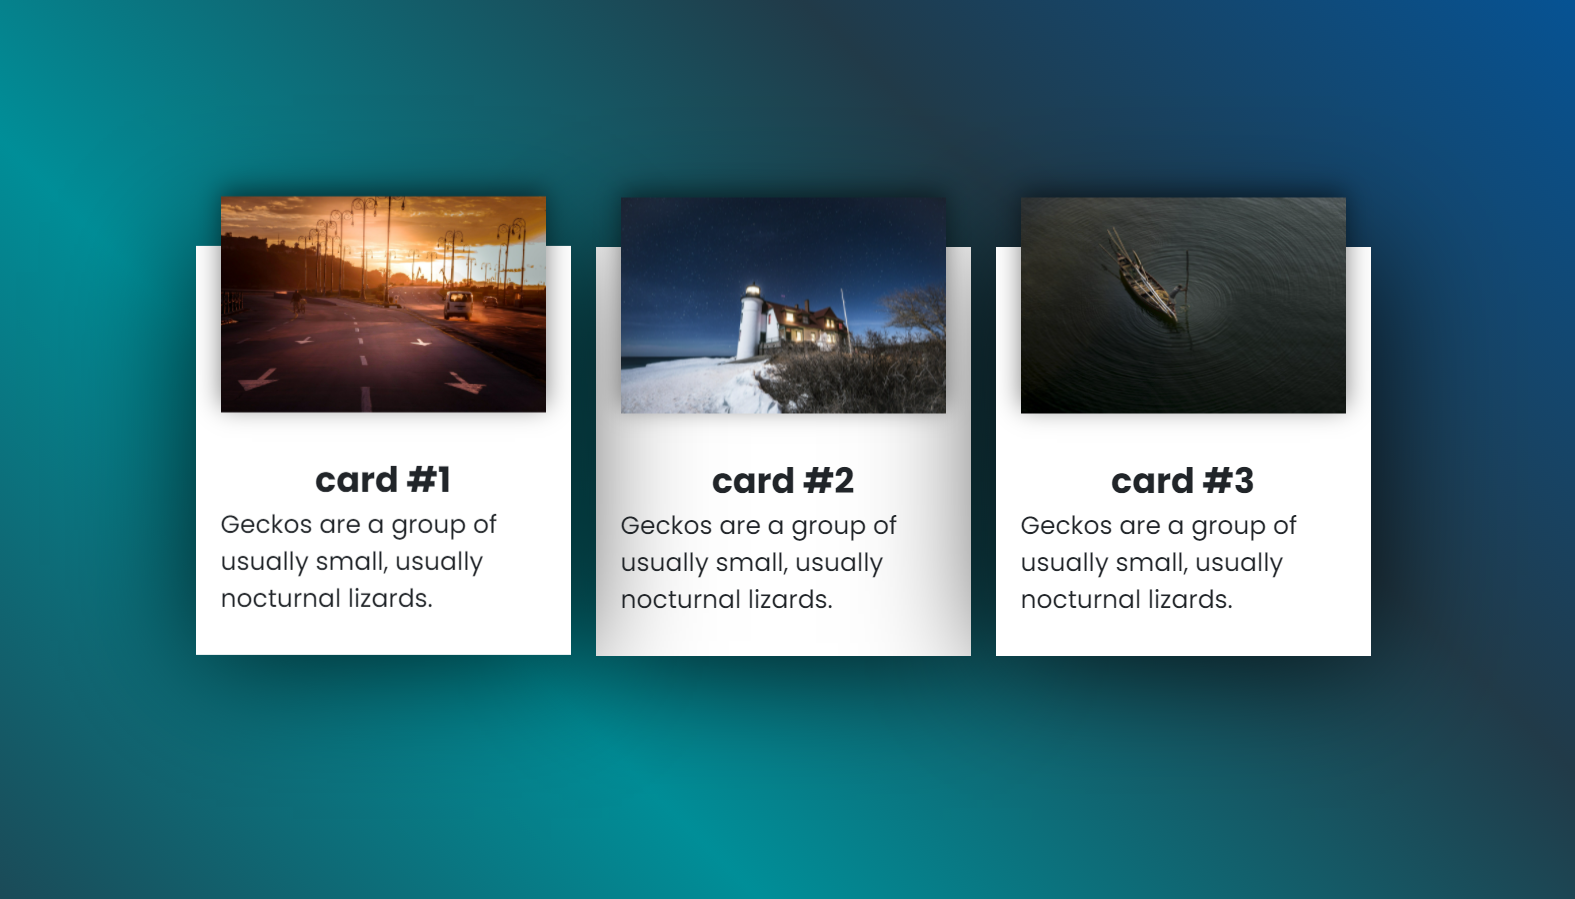 card #1
Geckos are a group of
usually small, usually
nocturnal lizards.
card #2
Geckos are a group of
usually small, usually
nocturnal lizards.
card #3
Geckos are a group of
usually small, usually
nocturnal lizards.